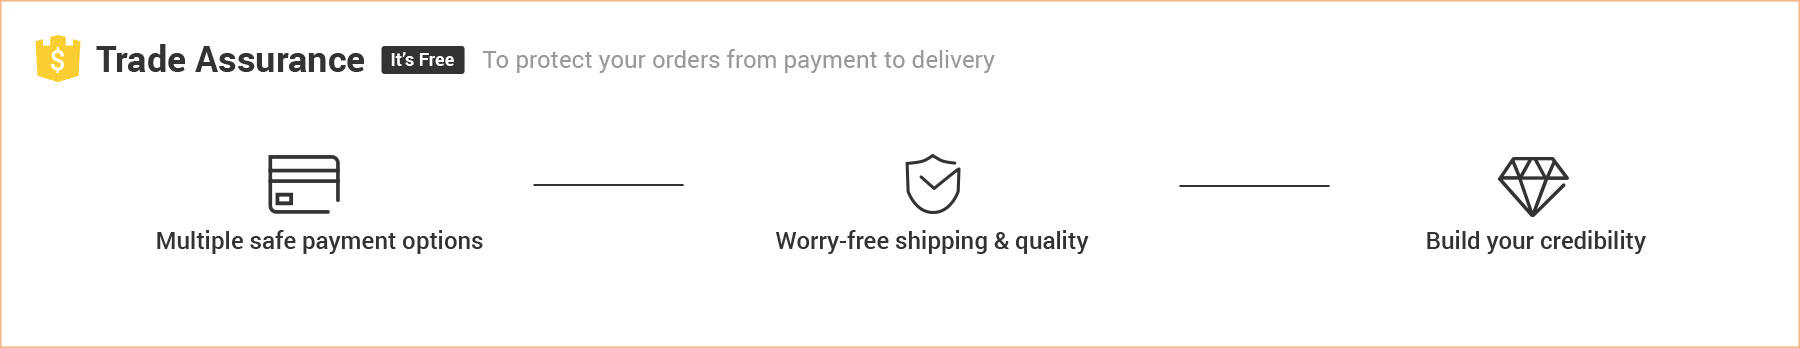 $ Trade Assurance It's Free To protect your orders from payment to delivery
Multiple safe payment options
Worry-free shipping & quality
Build your credibility